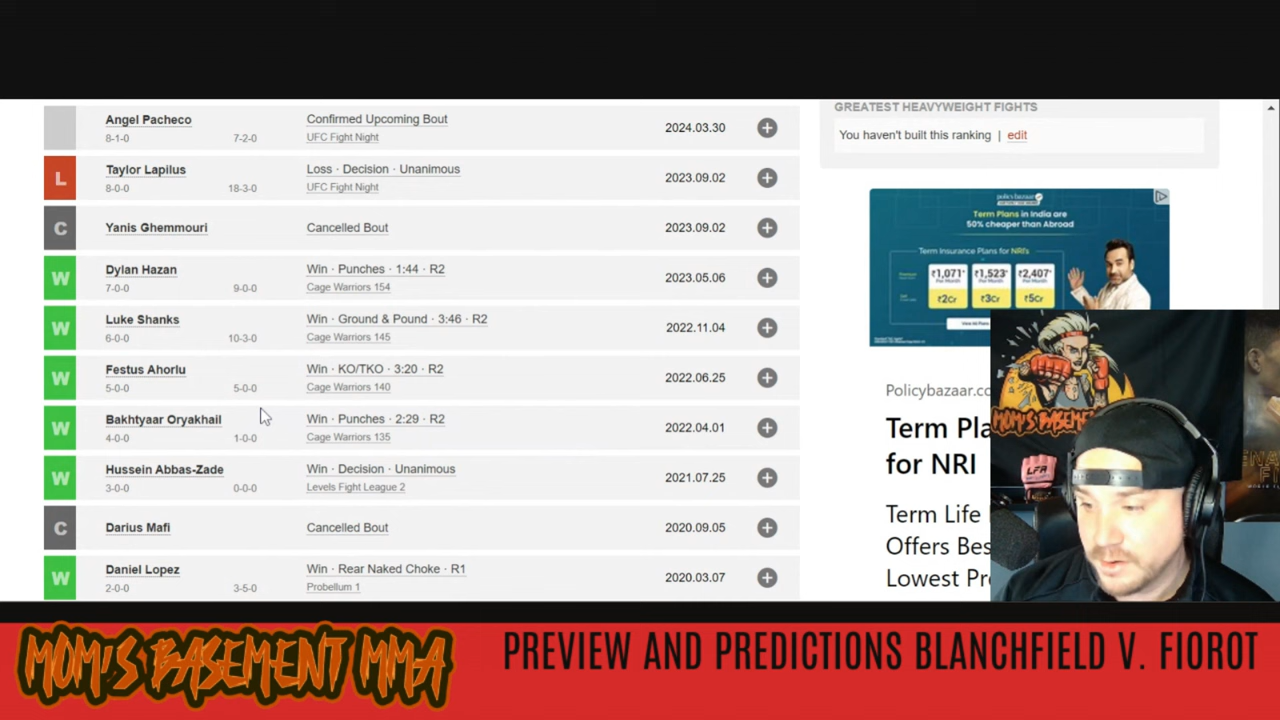 Angel Pacheco
8-1-0 7-2-0
Confirmed Upcoming Bout
UFC Fight Night
2024.03.30
L
Taylor Lapilus
8-0-0 18-3-0
Loss · Decision · Unanimous
UFC Fight Night
2023.09.02
C
Yanis Ghemmouri
Cancelled Bout
2023.09.02
W
Dylan Hazan
7-0-0 9-0-0
Win · Punches · 1:44 · R2
Cage Warriors 154
2023.05.06
W
Luke Shanks
6-0-0 10-3-0
Win · Ground & Pound · 3:46 · R2
Cage Warriors 145
2022.11.04
W
Festus Ahorlu
5-0-0 5-0-0
Win · KO/TKO · 3:20 · R2
Cage Warriors 140
2022.06.25
W
Bakhtyaar Oryakhail
4-0-0 1-0-0
Win · Punches · 2:29 · R2
Cage Warriors 135
2022.04.01
W
Hussein Abbas-Zade
3-0-0 0-0-0
Win · Decision · Unanimous
Levels Fight League 2
2021.07.25
C
Darius Mafi
Cancelled Bout
2020.09.05
W
Daniel Lopez
2-0-0 3-5-0
Win · Rear Naked Choke · R1
Probellum 1
2020.03.07
GREATEST HEAVYWEIGHT FIGHTS
You haven't built this ranking | edit
policybazaar
Term Plans in India are
50% cheaper than Abroad
Term Insurance Plans for NRI's
₹1,071 ₹1,523 ₹2,407
₹2Cr ₹3Cr ₹5Cr
Policybazaar.co
Term Pla
for NRI
Term Life
Offers Bes
Lowest Pr
MOM'S BASEME
LFA
MOM'S BASEMENT MMA
PREVIEW AND PREDICTIONS BLANCHFIELD V. FIOROT